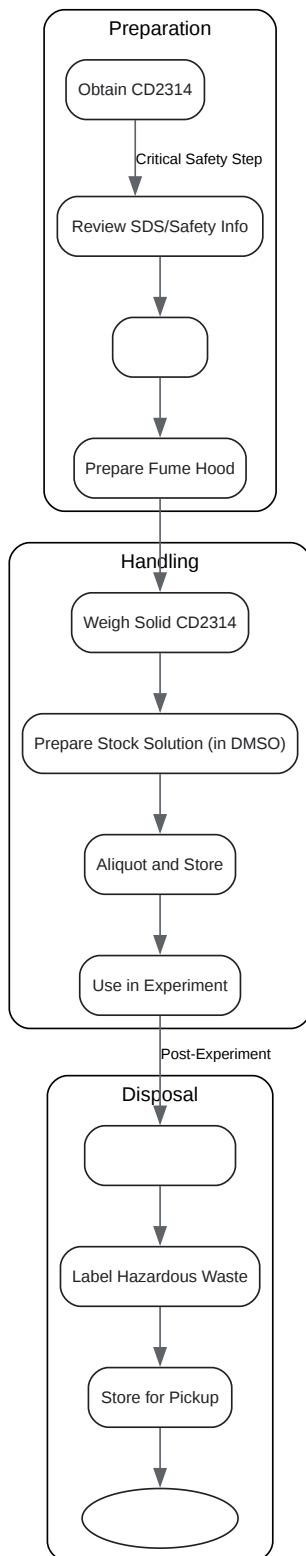 Preparation
Obtain CD2314
Critical Safety Step
Review SDS/Safety Info
Prepare Fume Hood
Handling
Weigh Solid CD2314
Prepare Stock Solution (in DMSO)
Aliquot and Store
Use in Experiment
Post-Experiment
Disposal
Label Hazardous Waste
Store for Pickup